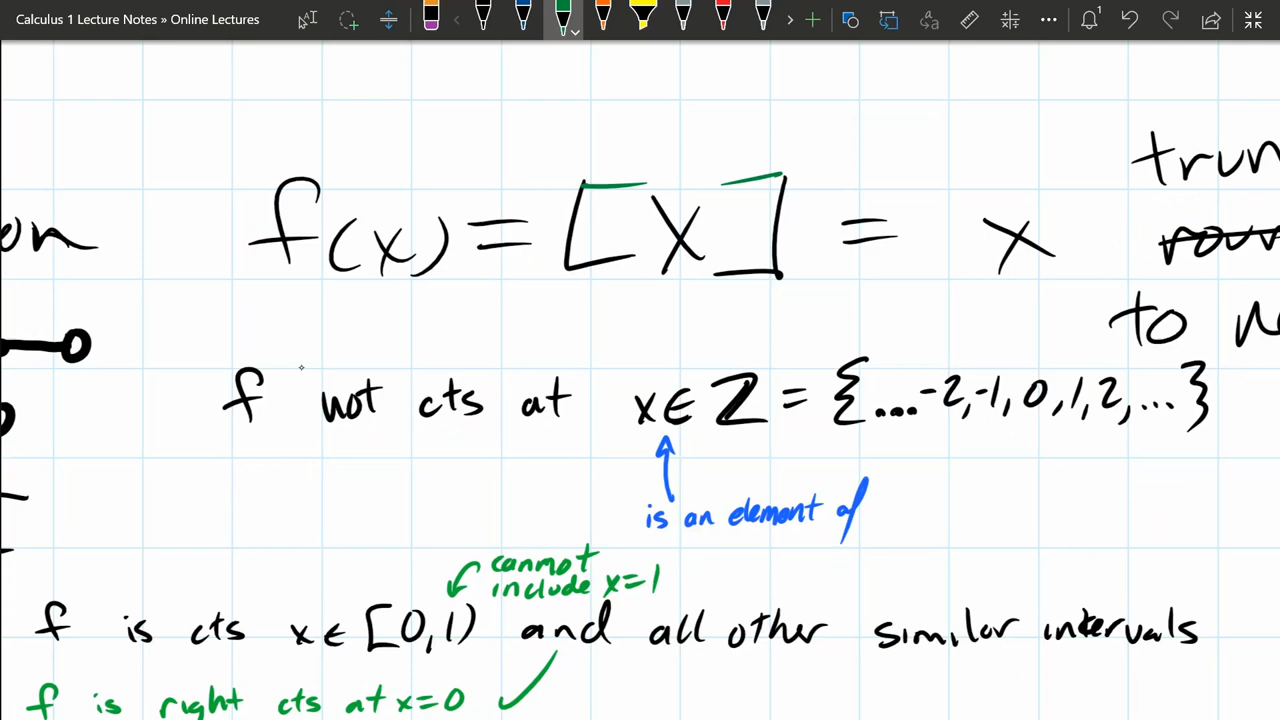 Calculus 1 Lecture Notes » Online Lectures
trun
on f(x) = [x] = x
to
f not cts at x∈ℤ = {....-2,-1,0,1,2,...}
is an element of
cannot
include x=1
f is cts x∈[0,1) and all other similar intervals
f is right cts at x=0 ✓